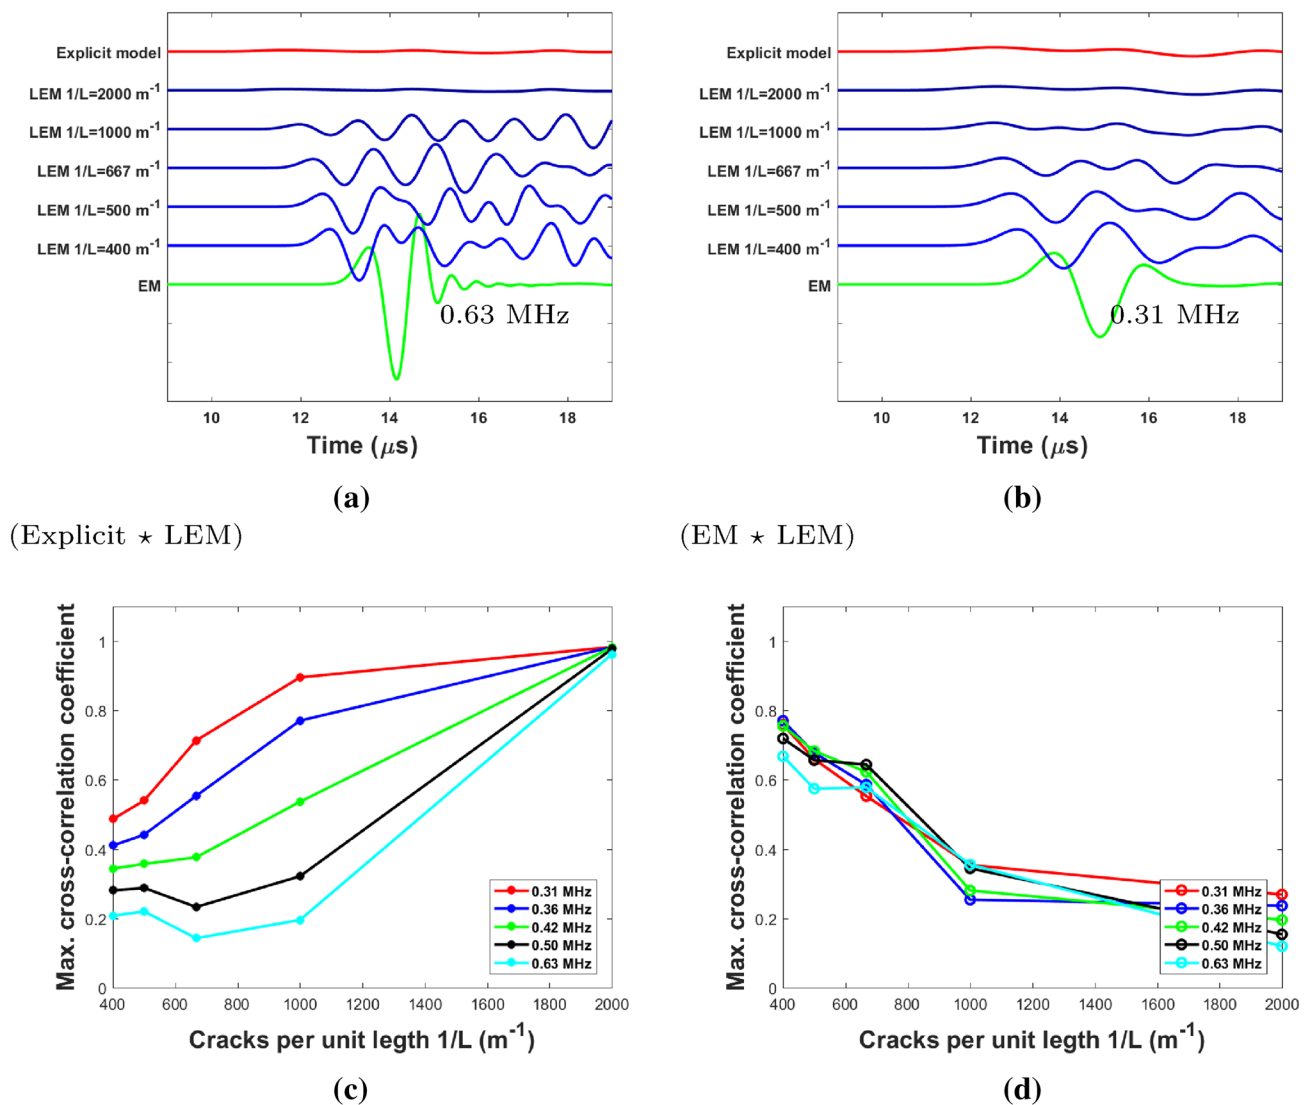 Explicit model
LEM 1/L=2000 m-1
LEM 1/L=1000 m-1
LEM 1/L=667 m-1
LEM 1/L=500 m-1
LEM 1/L=400 m-1
EM
0.63 MHz
10 12 14 16 18
Time (μs)
(a)
Explicit model
LEM 1/L=2000 m-1
LEM 1/L=1000 m-1
LEM 1/L=667 m-1
LEM 1/L=500 m-1
LEM 1/L=400 m-1
EM
0.31 MHz
10 12 14 16 18
Time (μs)
(b)
(Explicit ⋆ LEM)
Max. cross-correlation coefficient
1
0.8
0.6
0.4
0.2
0
0.31 MHz
0.36 MHz
0.42 MHz
0.50 MHz
0.63 MHz
400 600 800 1000 1200 1400 1600 1800 2000
Cracks per unit legth 1/L (m-1)
(c)
(EM ⋆ LEM)
Max. cross-correlation coefficient
1
0.8
0.6
0.4
0.2
0
0.31 MHz
0.36 MHz
0.42 MHz
0.50 MHz
0.63 MHz
400 600 800 1000 1200 1400 1600 1800 2000
Cracks per unit legth 1/L (m-1)
(d)